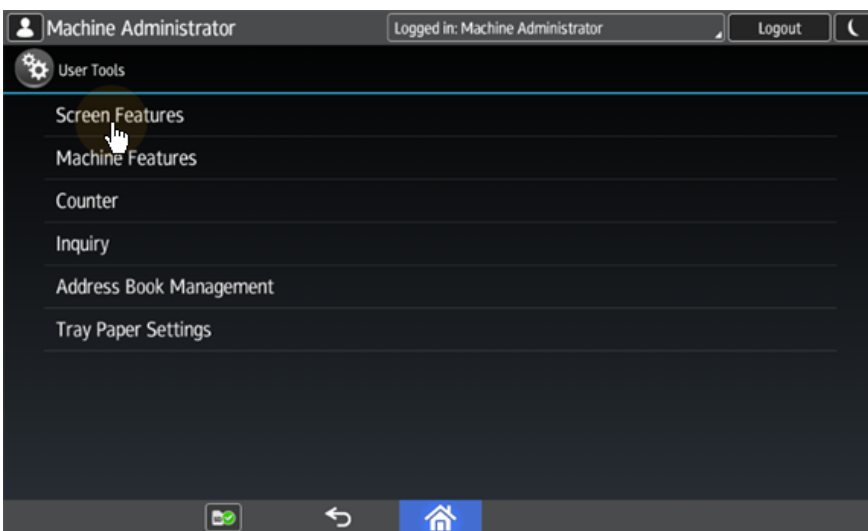 Machine Administrator Logged in: Machine Administrator Logout
User Tools
Screen Features
Machine Features
Counter
Inquiry
Address Book Management
Tray Paper Settings